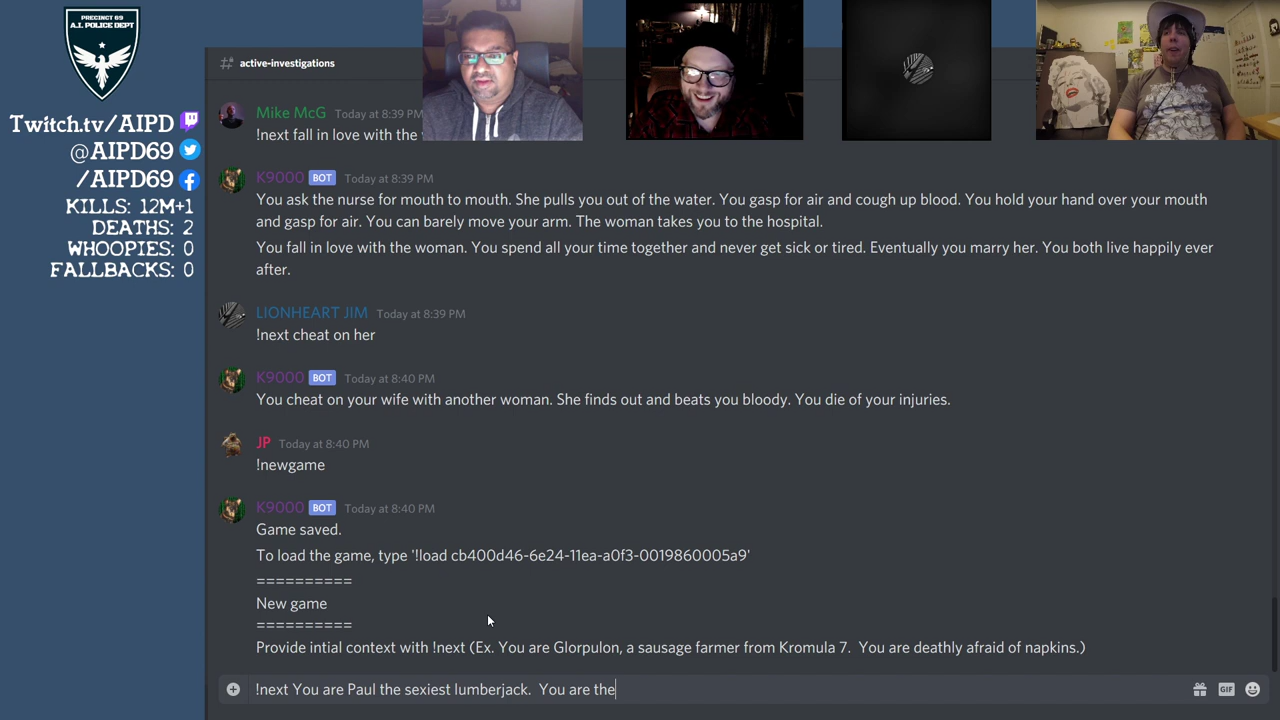 PRECINCT 69
A.I. POLICE DEPT
Twitch.tv/AIPD
@AIPD69
/AIPD69
KILLS: 12M+1
DEATHS: 2
WHOOPIES: 0
FALLBACKS: 0
active-investigations
Mike McG Today at 8:39 PM
!next fall in love with the
K9000 BOT Today at 8:39 PM
You ask the nurse for mouth to mouth. She pulls you out of the water. You gasp for air and cough up blood. You hold your hand over your mouth
and gasp for air. You can barely move your arm. The woman takes you to the hospital.
You fall in love with the woman. You spend all your time together and never get sick or tired. Eventually you marry her. You both live happily ever
after.
LIONHEART JIM Today at 8:39 PM
!next cheat on her
K9000 BOT Today at 8:40 PM
You cheat on your wife with another woman. She finds out and beats you bloody. You die of your injuries.
JP Today at 8:40 PM
!newgame
K9000 BOT Today at 8:40 PM
Game saved.
To load the game, type '!load cb400d46-6e24-11ea-a0f3-0019860005a9'
==========
New game
==========
Provide intial context with !next (Ex. You are Glorpulon, a sausage farmer from Kromula 7.  You are deathly afraid of napkins.)
!next You are Paul the sexiest lumberjack.  You are the
GIF